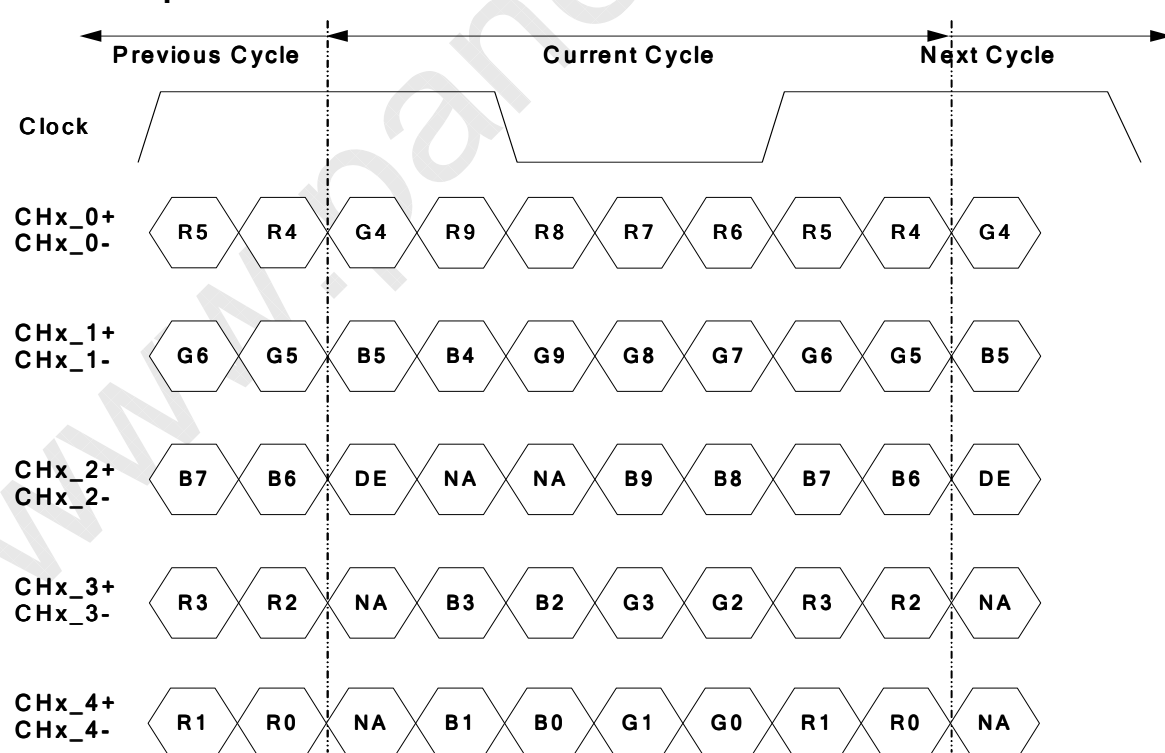 Previous Cycle Current Cycle Next Cycle
Clock
CHx_0+
CHx_0-
R5 R4 G4 R9 R8 R7 R6 R5 R4 G4
CHx_1+
CHx_1-
G6 G5 B5 B4 G9 G8 G7 G6 G5 B5
CHx_2+
CHx_2-
B7 B6 DE NA NA B9 B8 B7 B6 DE
CHx_3+
CHx_3-
R3 R2 NA B3 B2 G3 G2 R3 R2 NA
CHx_4+
CHx_4-
R1 R0 NA B1 B0 G1 G0 R1 R0 NA
www.pan